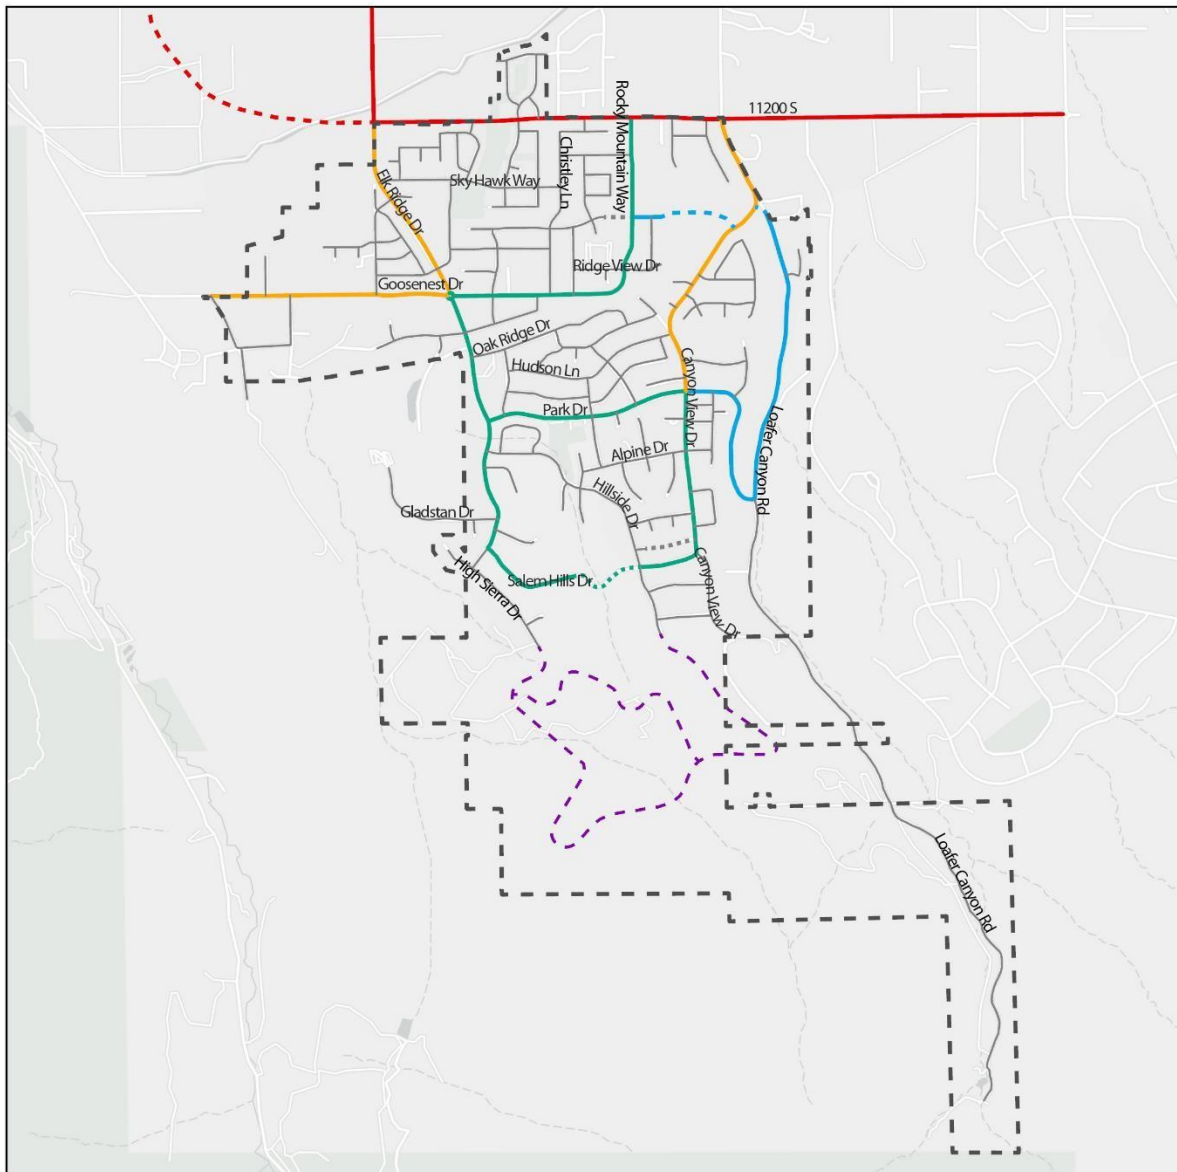 11200 S
Rocky Mountain Way
Christley Ln
Sky Hawk Way
Elk Ridge Dr
Ridge View Dr
Goosenest Dr
Oak Ridge Dr
Hudson Ln
Canyon View Dr
Park Dr
Loafer Canyon Rd
Alpine Dr
Hillside Dr
Gladstan Dr
High Sierra Dr
Salem Hills Dr
Canyon View Dr
Loafer Canyon Rd